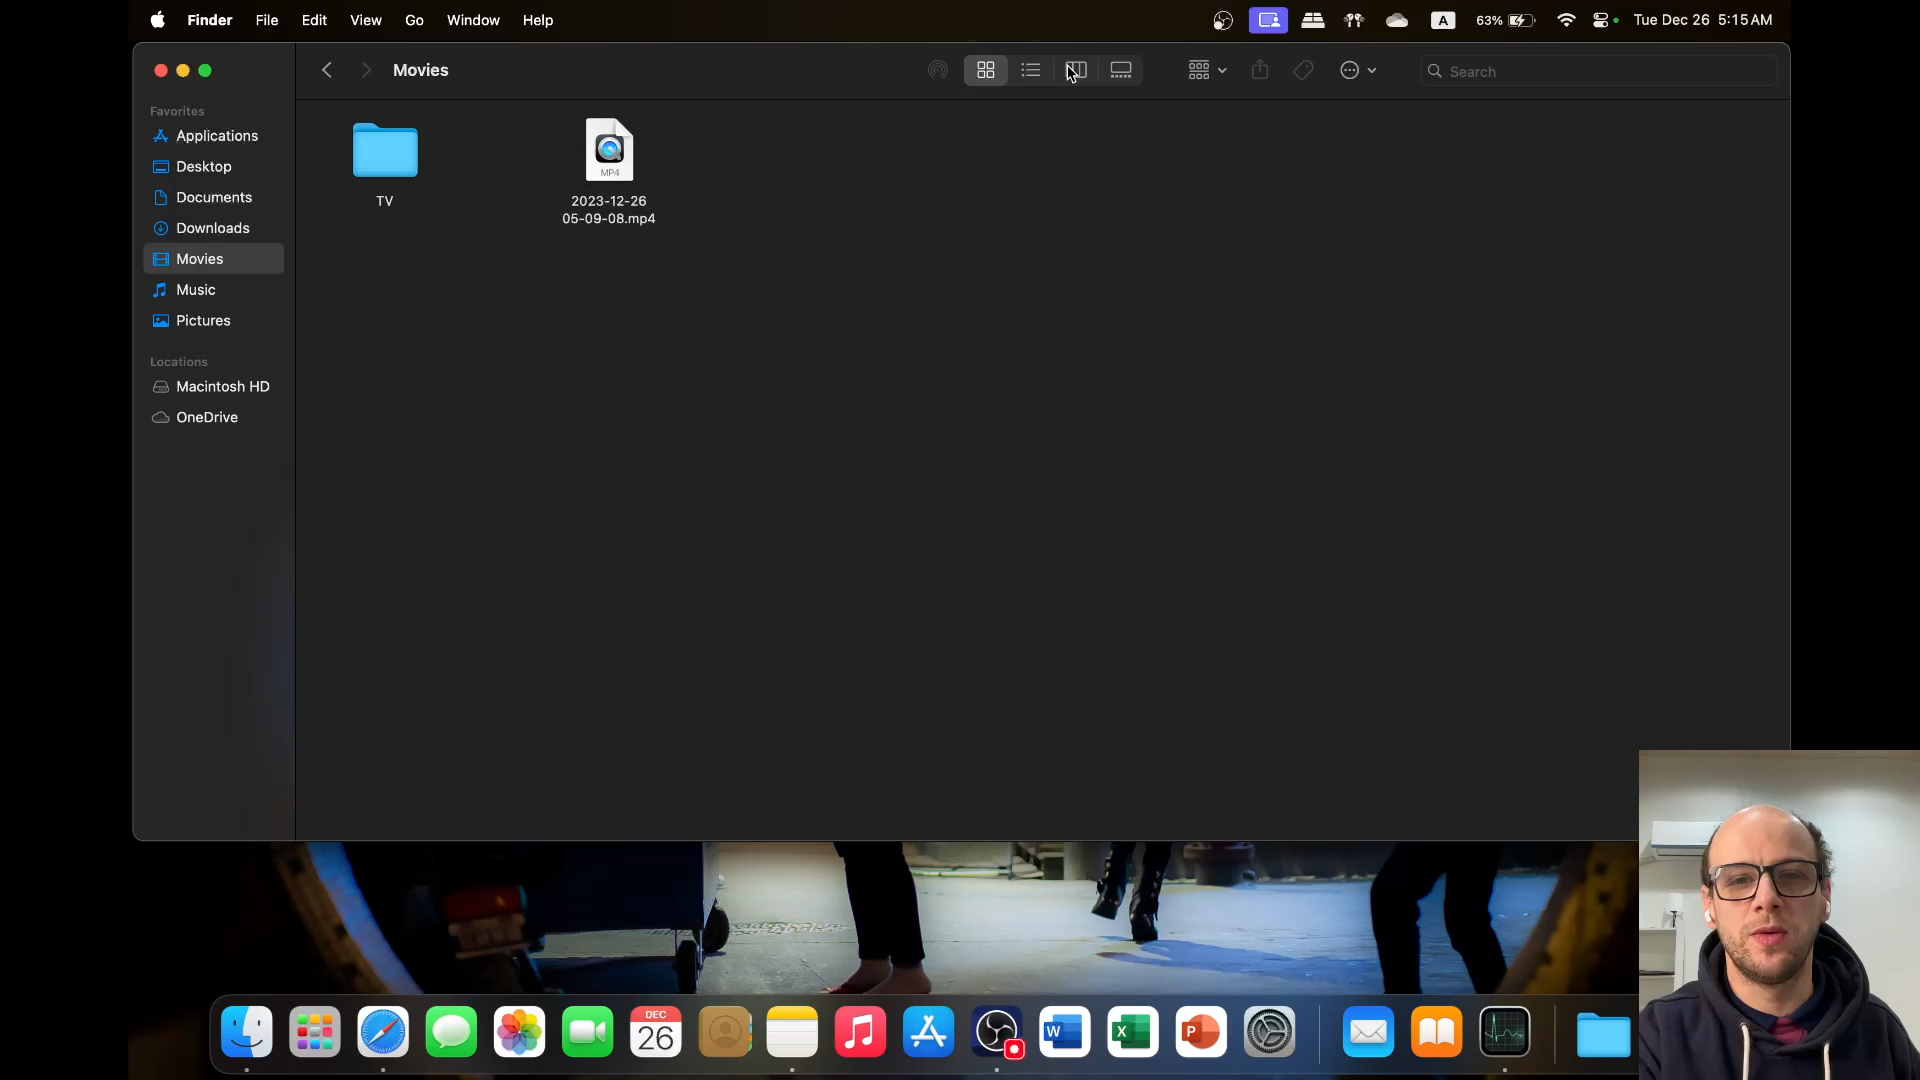 Finder File Edit View Go Window Help
A 63% Tue Dec 26 5:15 AM
Movies
Search
Favorites
Applications
Desktop
Documents
Downloads
Movies
Music
Pictures
Locations
Macintosh HD
OneDrive
TV
MP4
2023-12-26
05-09-08.mp4
DEC
26
W
X
P